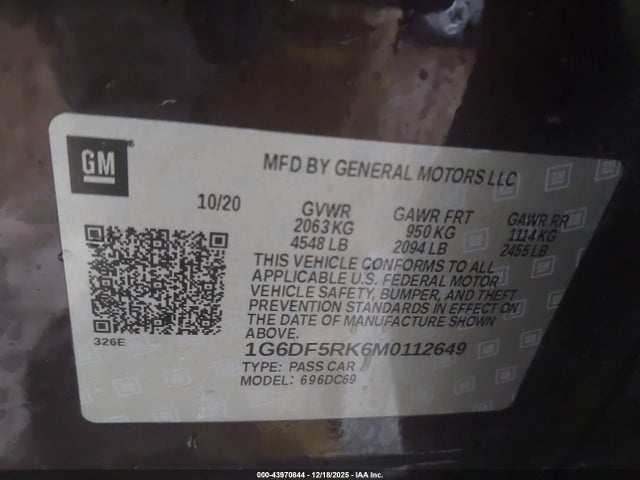 GM
MFD BY GENERAL MOTORS LLC
10/20
GVWR GAWR FRT GAWR RR
2063 KG 950 KG 1114 KG
4548 LB 2094 LB 2455 LB
THIS VEHICLE CONFORMS TO ALL
APPLICABLE U.S. FEDERAL MOTOR
VEHICLE SAFETY, BUMPER, AND THEFT
PREVENTION STANDARDS IN EFFECT ON
THE DATE OF MANUFACTURE SHOWN
ABOVE.
326E
1G6DF5RK6M0112649
TYPE: PASS CAR
MODEL: 696DC69
000-43970844 - 12/18/2025 - IAA Inc.